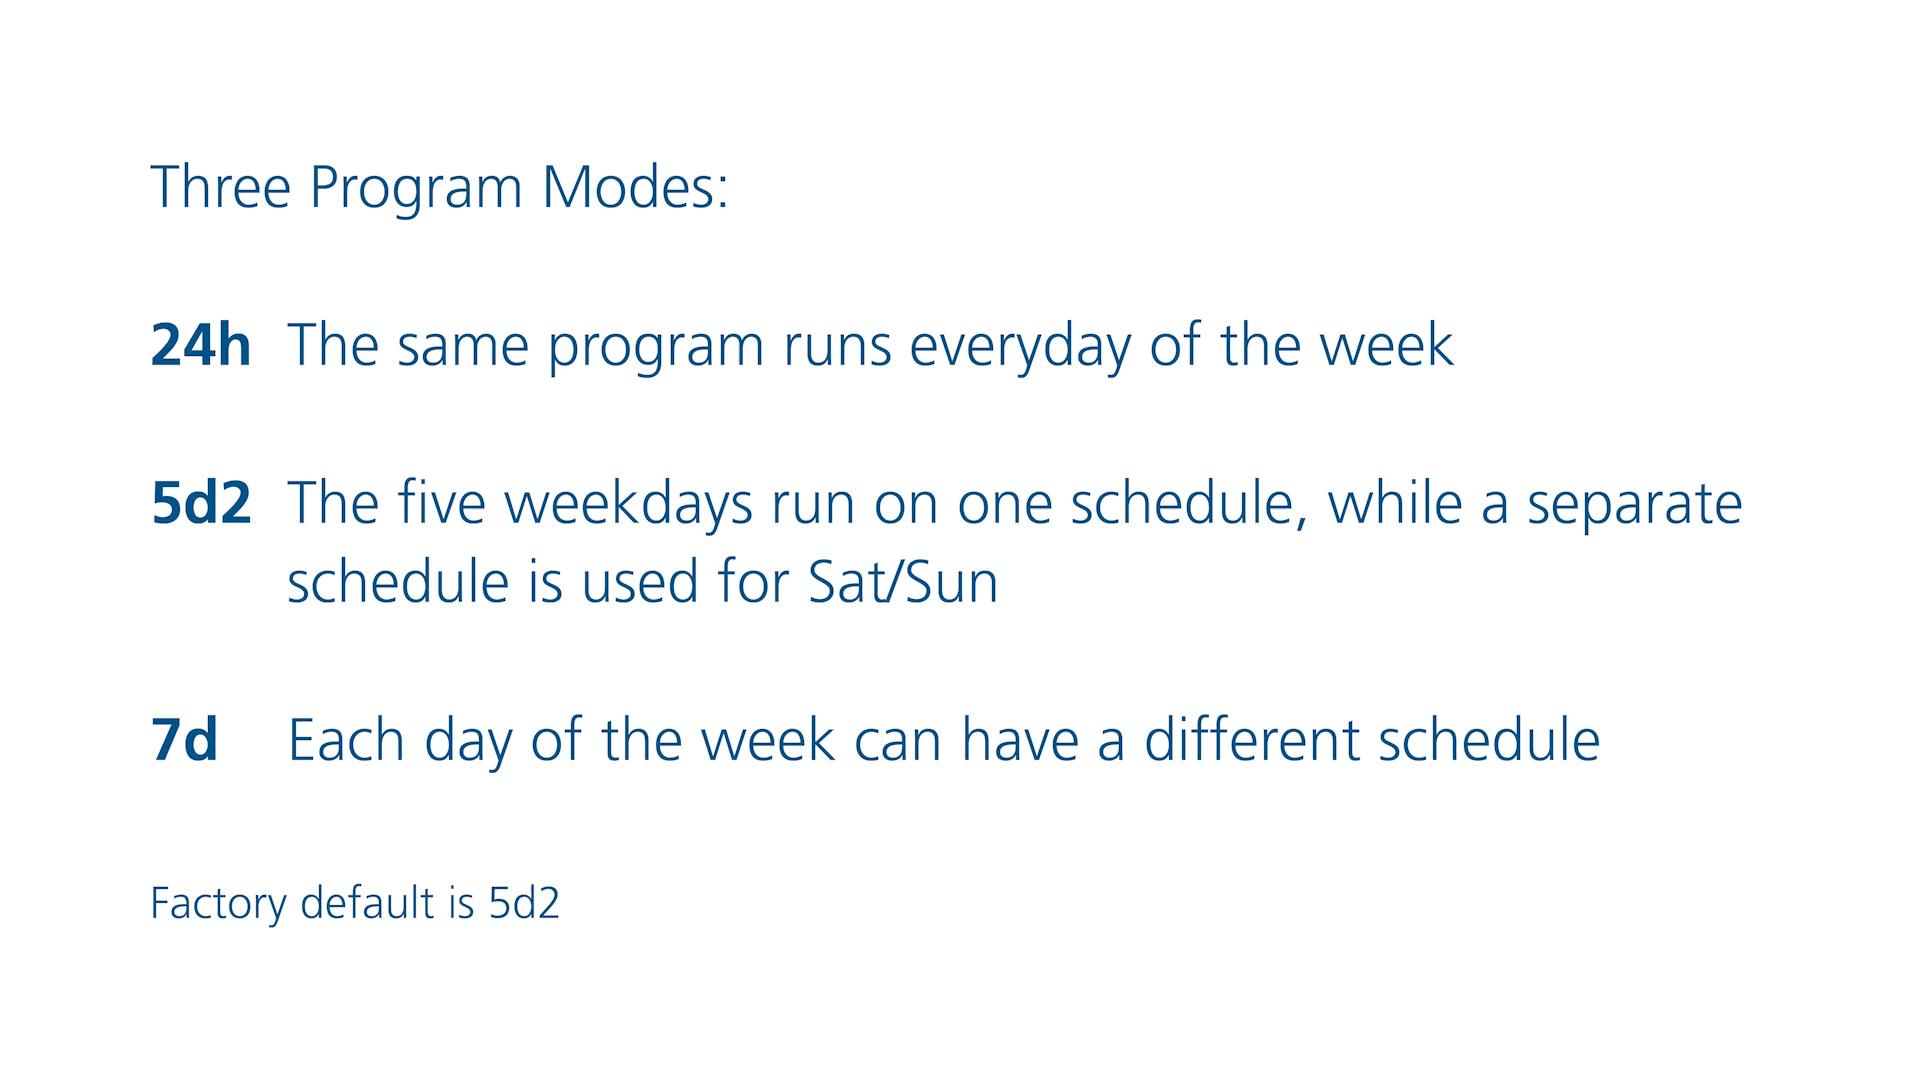 Three Program Modes:
24h The same program runs everyday of the week
5d2 The five weekdays run on one schedule, while a separate
schedule is used for Sat/Sun
7d Each day of the week can have a different schedule
Factory default is 5d2